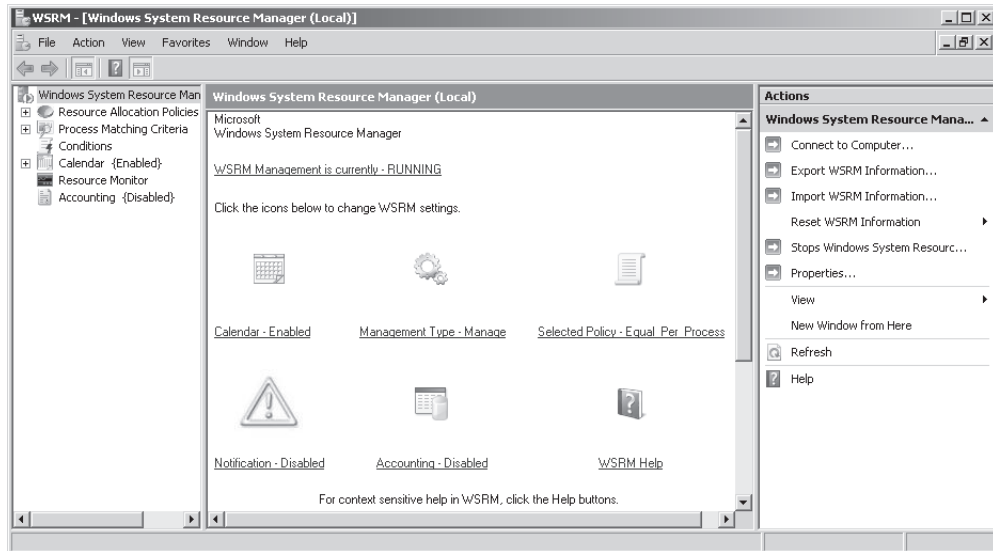 WSRM - [Windows System Resource Manager (Local)]
File Action View Favorites Window Help
Windows System Resource Man
Resource Allocation Policies
Process Matching Criteria
Conditions
Calendar {Enabled}
Resource Monitor
Accounting {Disabled}
Windows System Resource Manager (Local)
Microsoft
Windows System Resource Manager
WSRM Management is currently - RUNNING
Click the icons below to change WSRM settings.
Calendar - Enabled Management Type - Manage Selected Policy - Equal_Per_Process
Notification - Disabled Accounting - Disabled WSRM Help
For context sensitive help in WSRM, click the Help buttons.
Actions
Windows System Resource Mana...
Connect to Computer...
Export WSRM Information...
Import WSRM Information...
Reset WSRM Information
Stops Windows System Resourc...
Properties...
View
New Window from Here
Refresh
Help